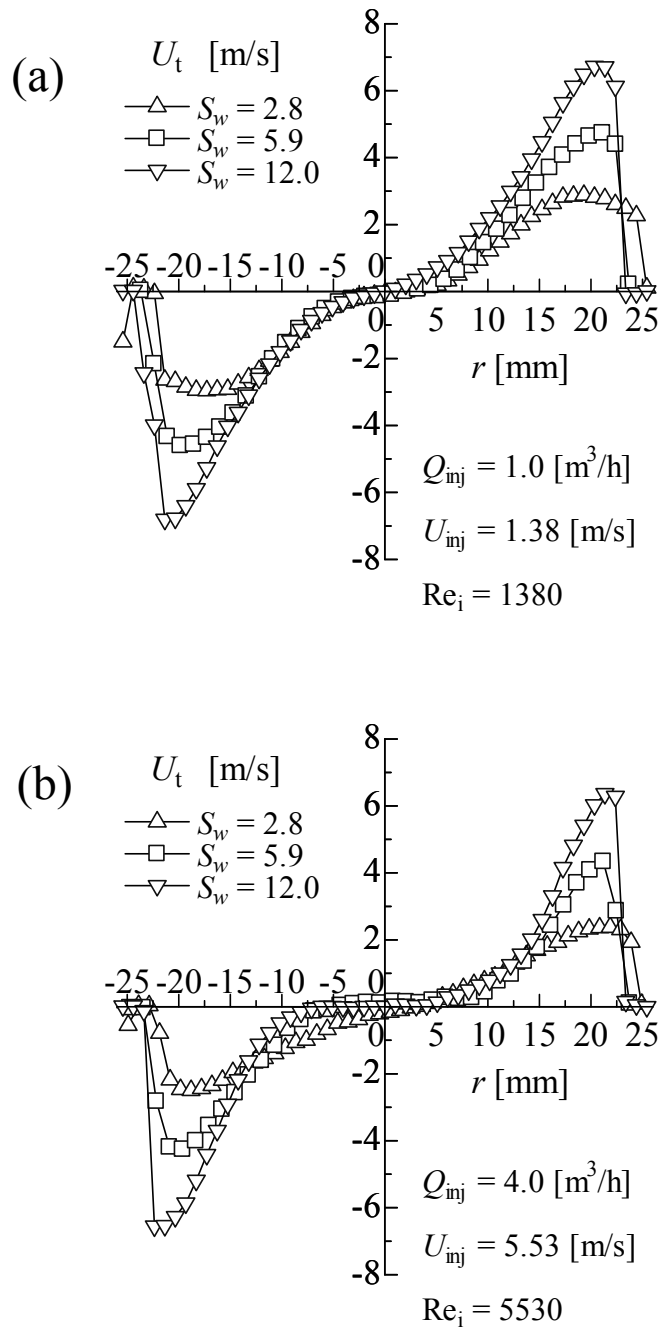 (a)
U_t [m/s]
S_w = 2.8
S_w = 5.9
S_w = 12.0
8
6
4
2
0
-25 -20 -15 -10 -5 0
0 5 10 15 20 25
r [mm]
-2
-4
-6
-8
Q_inj = 1.0 [m³/h]
U_inj = 1.38 [m/s]
Re_i = 1380
(b)
U_t [m/s]
S_w = 2.8
S_w = 5.9
S_w = 12.0
8
6
4
2
0
-25 -20 -15 -10 -5 0
0 5 10 15 20 25
r [mm]
-2
-4
-6
-8
Q_inj = 4.0 [m³/h]
U_inj = 5.53 [m/s]
Re_i = 5530